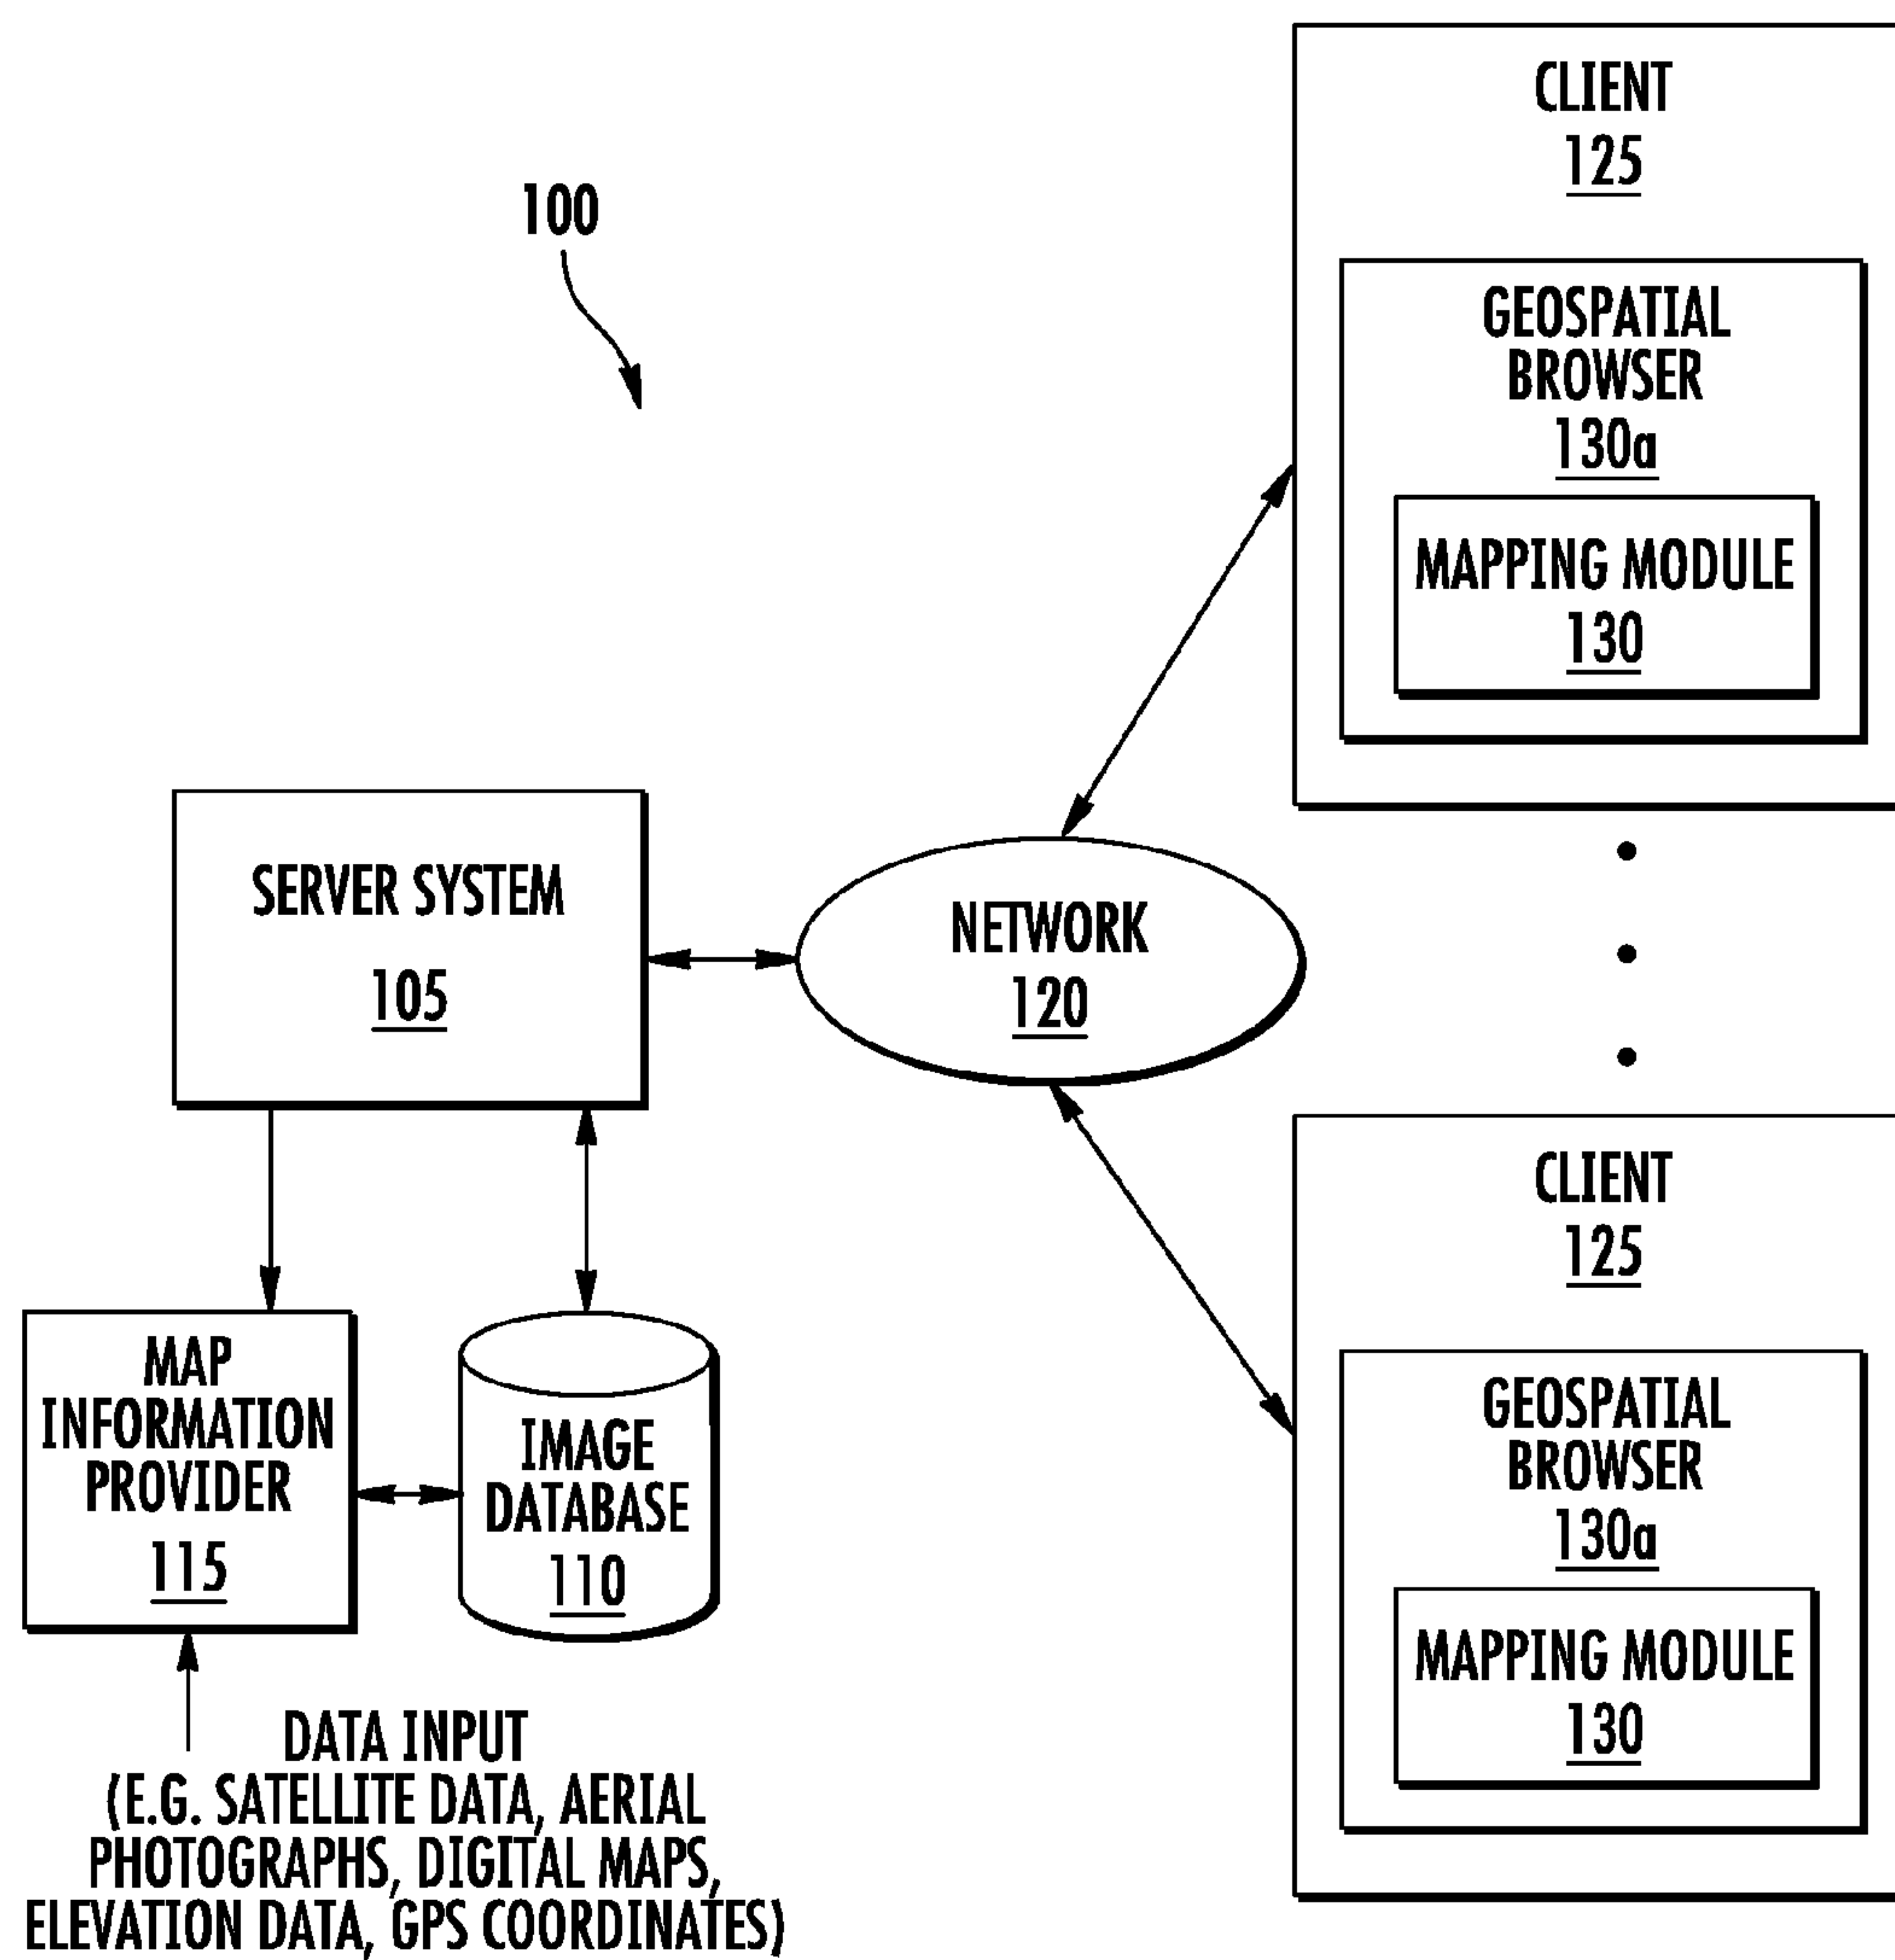 100
CLIENT
125
GEOSPATIAL
BROWSER
130a
MAPPING MODULE
130
SERVER SYSTEM
105
NETWORK
120
CLIENT
125
GEOSPATIAL
BROWSER
130a
MAPPING MODULE
130
MAP
INFORMATION
PROVIDER
115
IMAGE
DATABASE
110
DATA INPUT
(E.G. SATELLITE DATA, AERIAL
PHOTOGRAPHS, DIGITAL MAPS,
ELEVATION DATA, GPS COORDINATES)